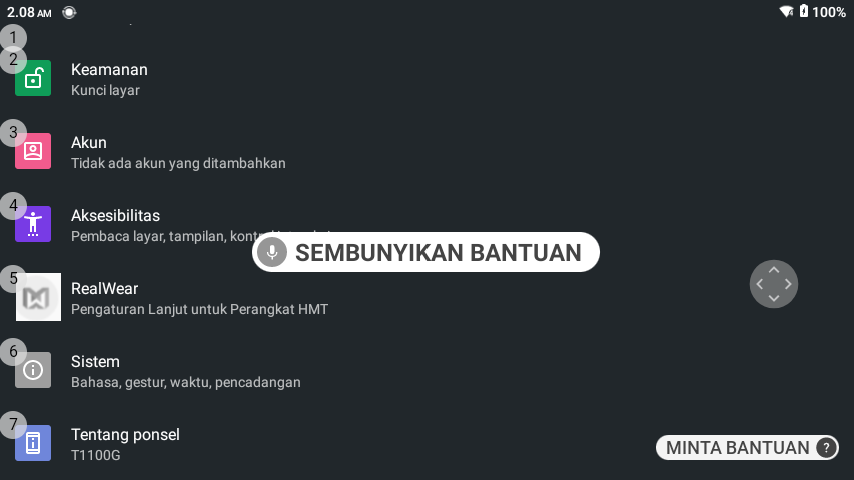 2.08 AM
100%
1
2
Keamanan
Kunci layar
3
Akun
Tidak ada akun yang ditambahkan
4
Aksesibilitas
Pembaca layar, tampilan,
SEMBUNYIKAN BANTUAN
5
RealWear
Pengaturan Lanjut untuk Perangkat HMT
6
Sistem
Bahasa, gestur, waktu, pencadangan
7
Tentang ponsel
T1100G
MINTA BANTUAN ?